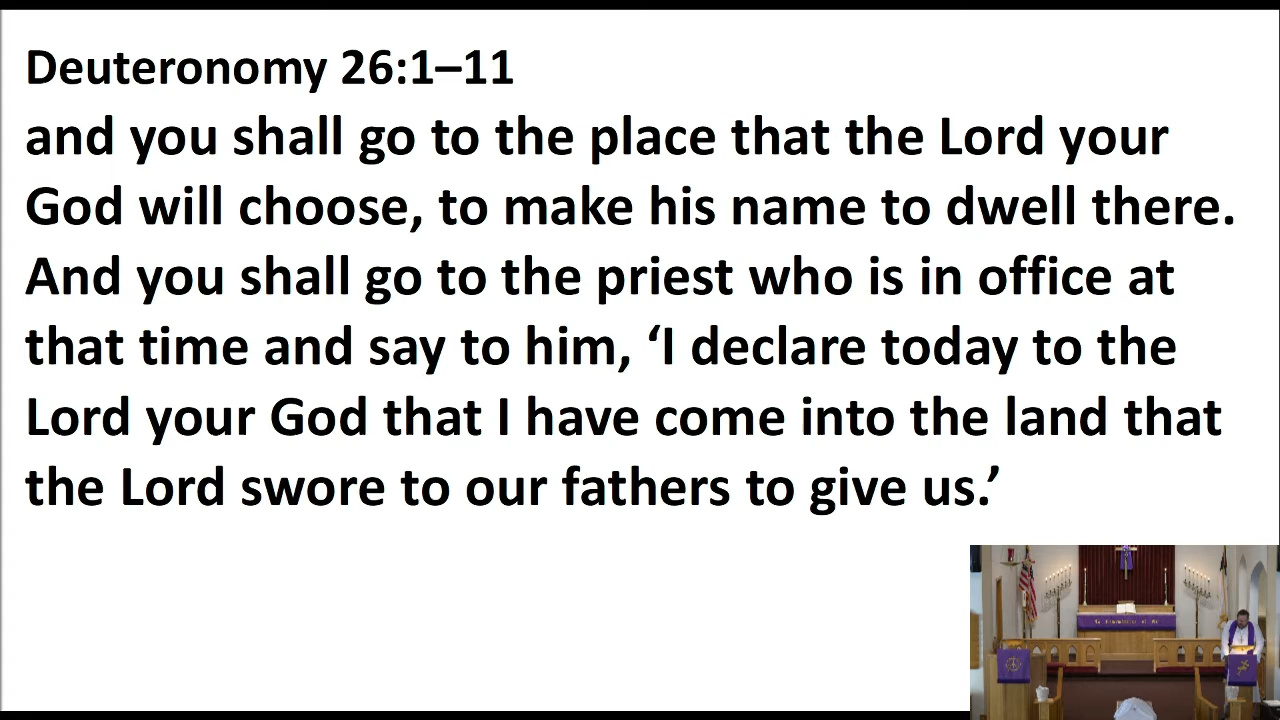 Deuteronomy 26:1–11
and you shall go to the place that the Lord your
God will choose, to make his name to dwell there.
And you shall go to the priest who is in office at
that time and say to him, ‘I declare today to the
Lord your God that I have come into the land that
the Lord swore to our fathers to give us.’